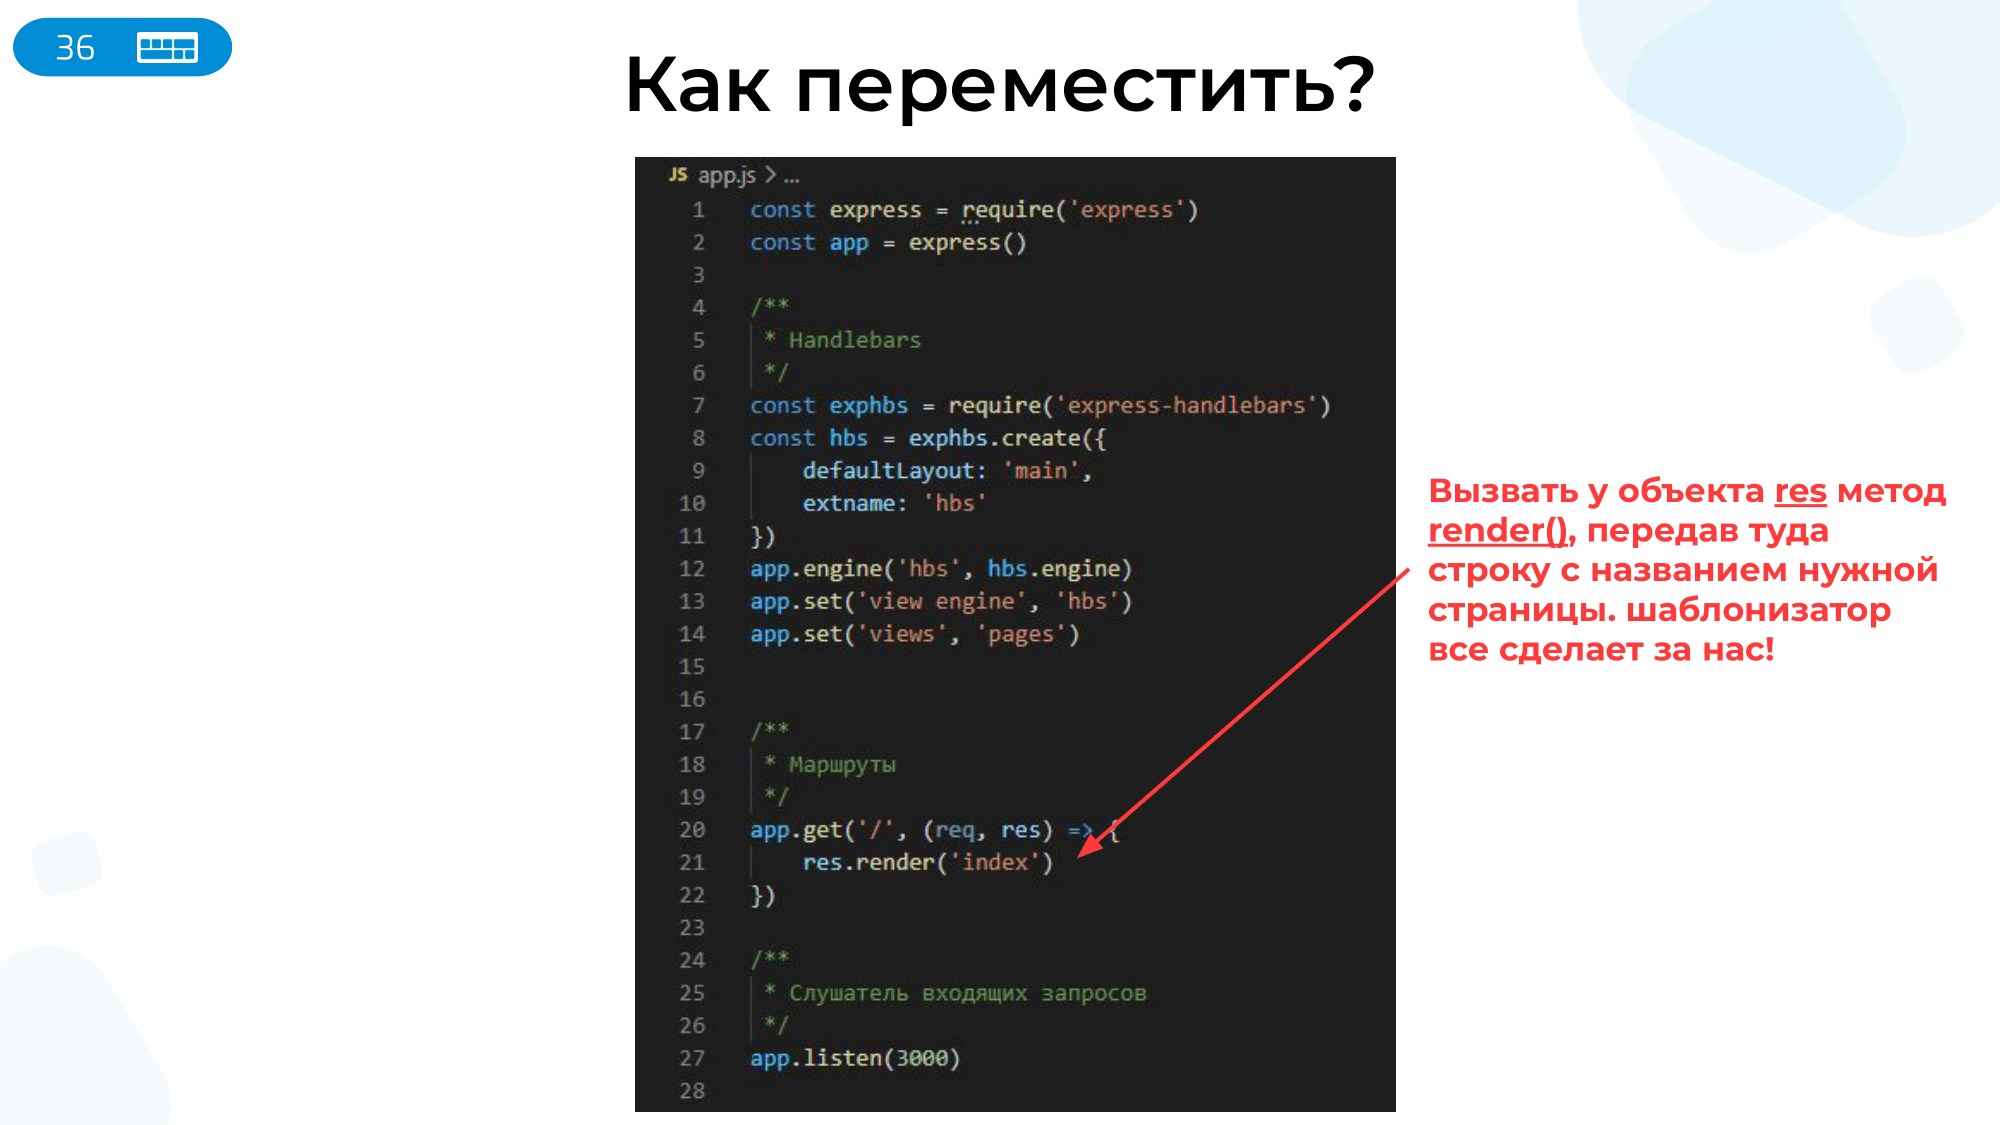 36
Как переместить?
JS app.js > ...
1 const express = require('express')
2 const app = express()
3
4 /**
5 * Handlebars
6 */
7 const exphbs = require('express-handlebars')
8 const hbs = exphbs.create({
9 defaultLayout: 'main',
10 extname: 'hbs'
11 })
12 app.engine('hbs', hbs.engine)
13 app.set('view engine', 'hbs')
14 app.set('views', 'pages')
15
16
17 /**
18 * Маршруты
19 */
20 app.get('/', (req, res) => {
21 res.render('index')
22 })
23
24 /**
25 * Слушатель входящих запросов
26 */
27 app.listen(3000)
28
Вызвать у объекта res метод
render(), передав туда
строку с названием нужной
страницы. шаблонизатор
все сделает за нас!